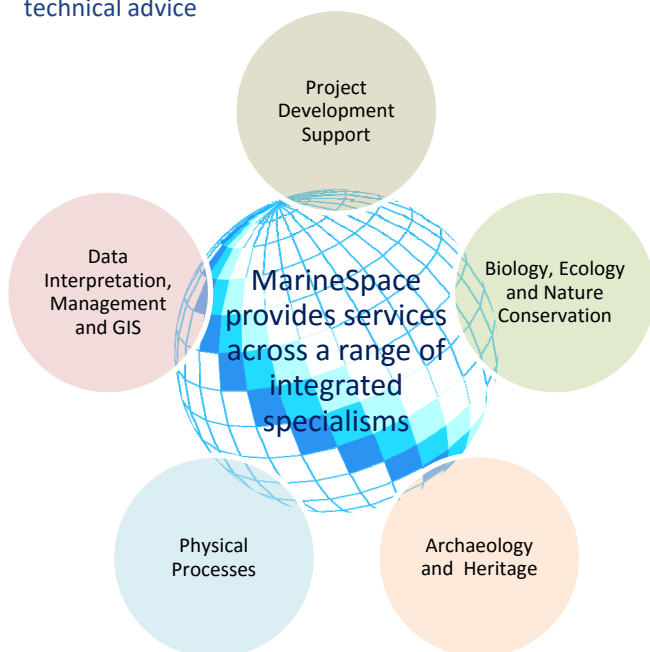 technical advice
Project
Development
Support
Data
Interpretation,
Management
and GIS
MarineSpace
provides services
across a range of
integrated
specialisms
Biology, Ecology
and Nature
Conservation
Physical
Processes
Archaeology
and Heritage